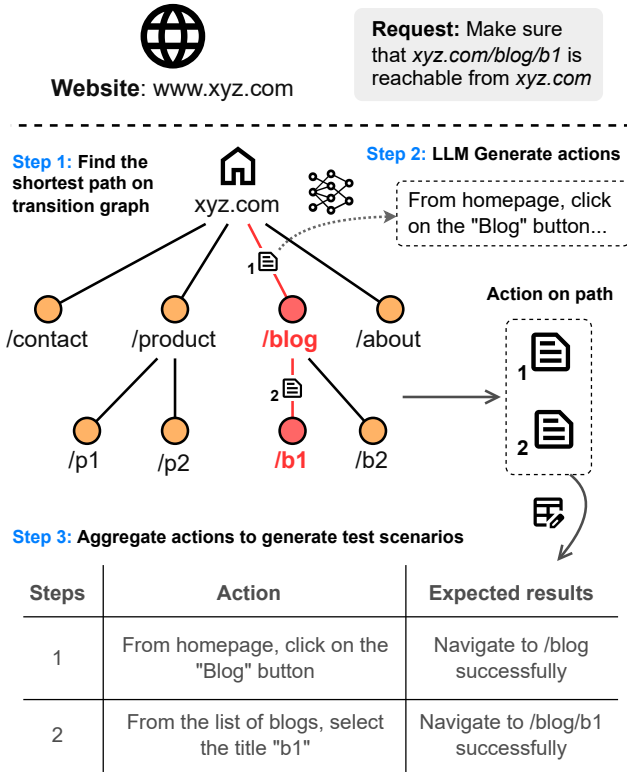 Website: www.xyz.com
Request: Make sure
that xyz.com/blog/b1 is
reachable from xyz.com
Step 1: Find the
shortest path on
transition graph
xyz.com
Step 2: LLM Generate actions
From homepage, click
on the "Blog" button...
1
/contact
/product
/blog
/about
2
/p1
/p2
/b1
/b2
Action on path
1
2
Step 3: Aggregate actions to generate test scenarios
Steps Action Expected results
1 From homepage, click on the Navigate to /blog
"Blog" button successfully
2 From the list of blogs, select Navigate to /blog/b1
the title "b1" successfully